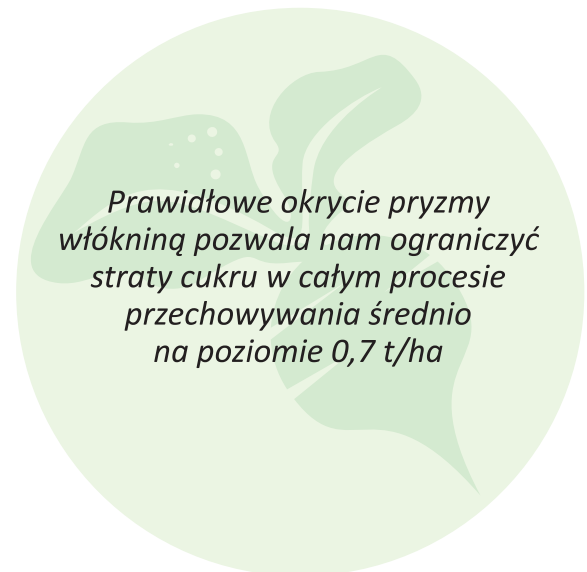 Prawidłowe okrycie pryzmy
włókniną pozwala nam ograniczyć
straty cukru w całym procesie
przechowywania średnio
na poziomie 0,7 t/ha